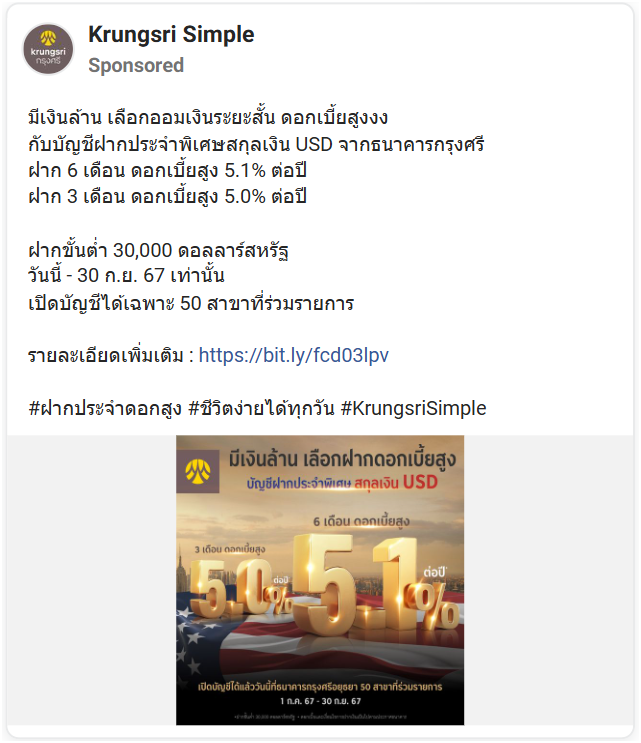 Krungsri Simple
krungsri
กรุงศรี
Sponsored
มีเงินล้าน เลือกออมเงินระยะสั้น ดอกเบี้ยสูงงง
กับบัญชีฝากประจำพิเศษสกุลเงิน USD จากธนาคารกรุงศรี
ฝาก 6 เดือน ดอกเบี้ยสูง 5.1% ต่อปี
ฝาก 3 เดือน ดอกเบี้ยสูง 5.0% ต่อปี
ฝากขั้นต่ำ 30,000 ดอลลาร์สหรัฐ
วันนี้ - 30 ก.ย. 67 เท่านั้น
เปิดบัญชีได้เฉพาะ 50 สาขาที่ร่วมรายการ
รายละเอียดเพิ่มเติม : https://bit.ly/fcd03lpv
#ฝากประจำดอกสูง #ชีวิตง่ายได้ทุกวัน #KrungsriSimple
มีเงินล้าน เลือกฝากดอกเบี้ยสูง
บัญชีฝากประจำพิเศษ สกุลเงิน USD
6 เดือน ดอกเบี้ยสูง
5.1% ต่อปี
3 เดือน ดอกเบี้ยสูง
5.0% ต่อปี
เปิดบัญชีได้แล้ววันนี้ที่ธนาคารกรุงศรีอยุธยา 50 สาขาที่ร่วมรายการ
1 ก.ค. 67 - 30 ก.ย. 67